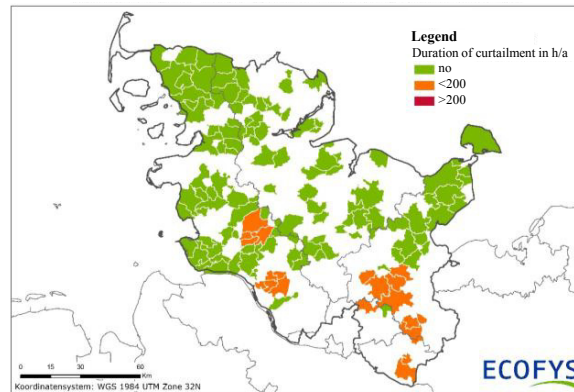 Legend
Duration of curtailment in h/a
no
<200
>200
0 15 30 60
Km
Koordinatensystem: WGS 1984 UTM Zone 32N
ECOFYS